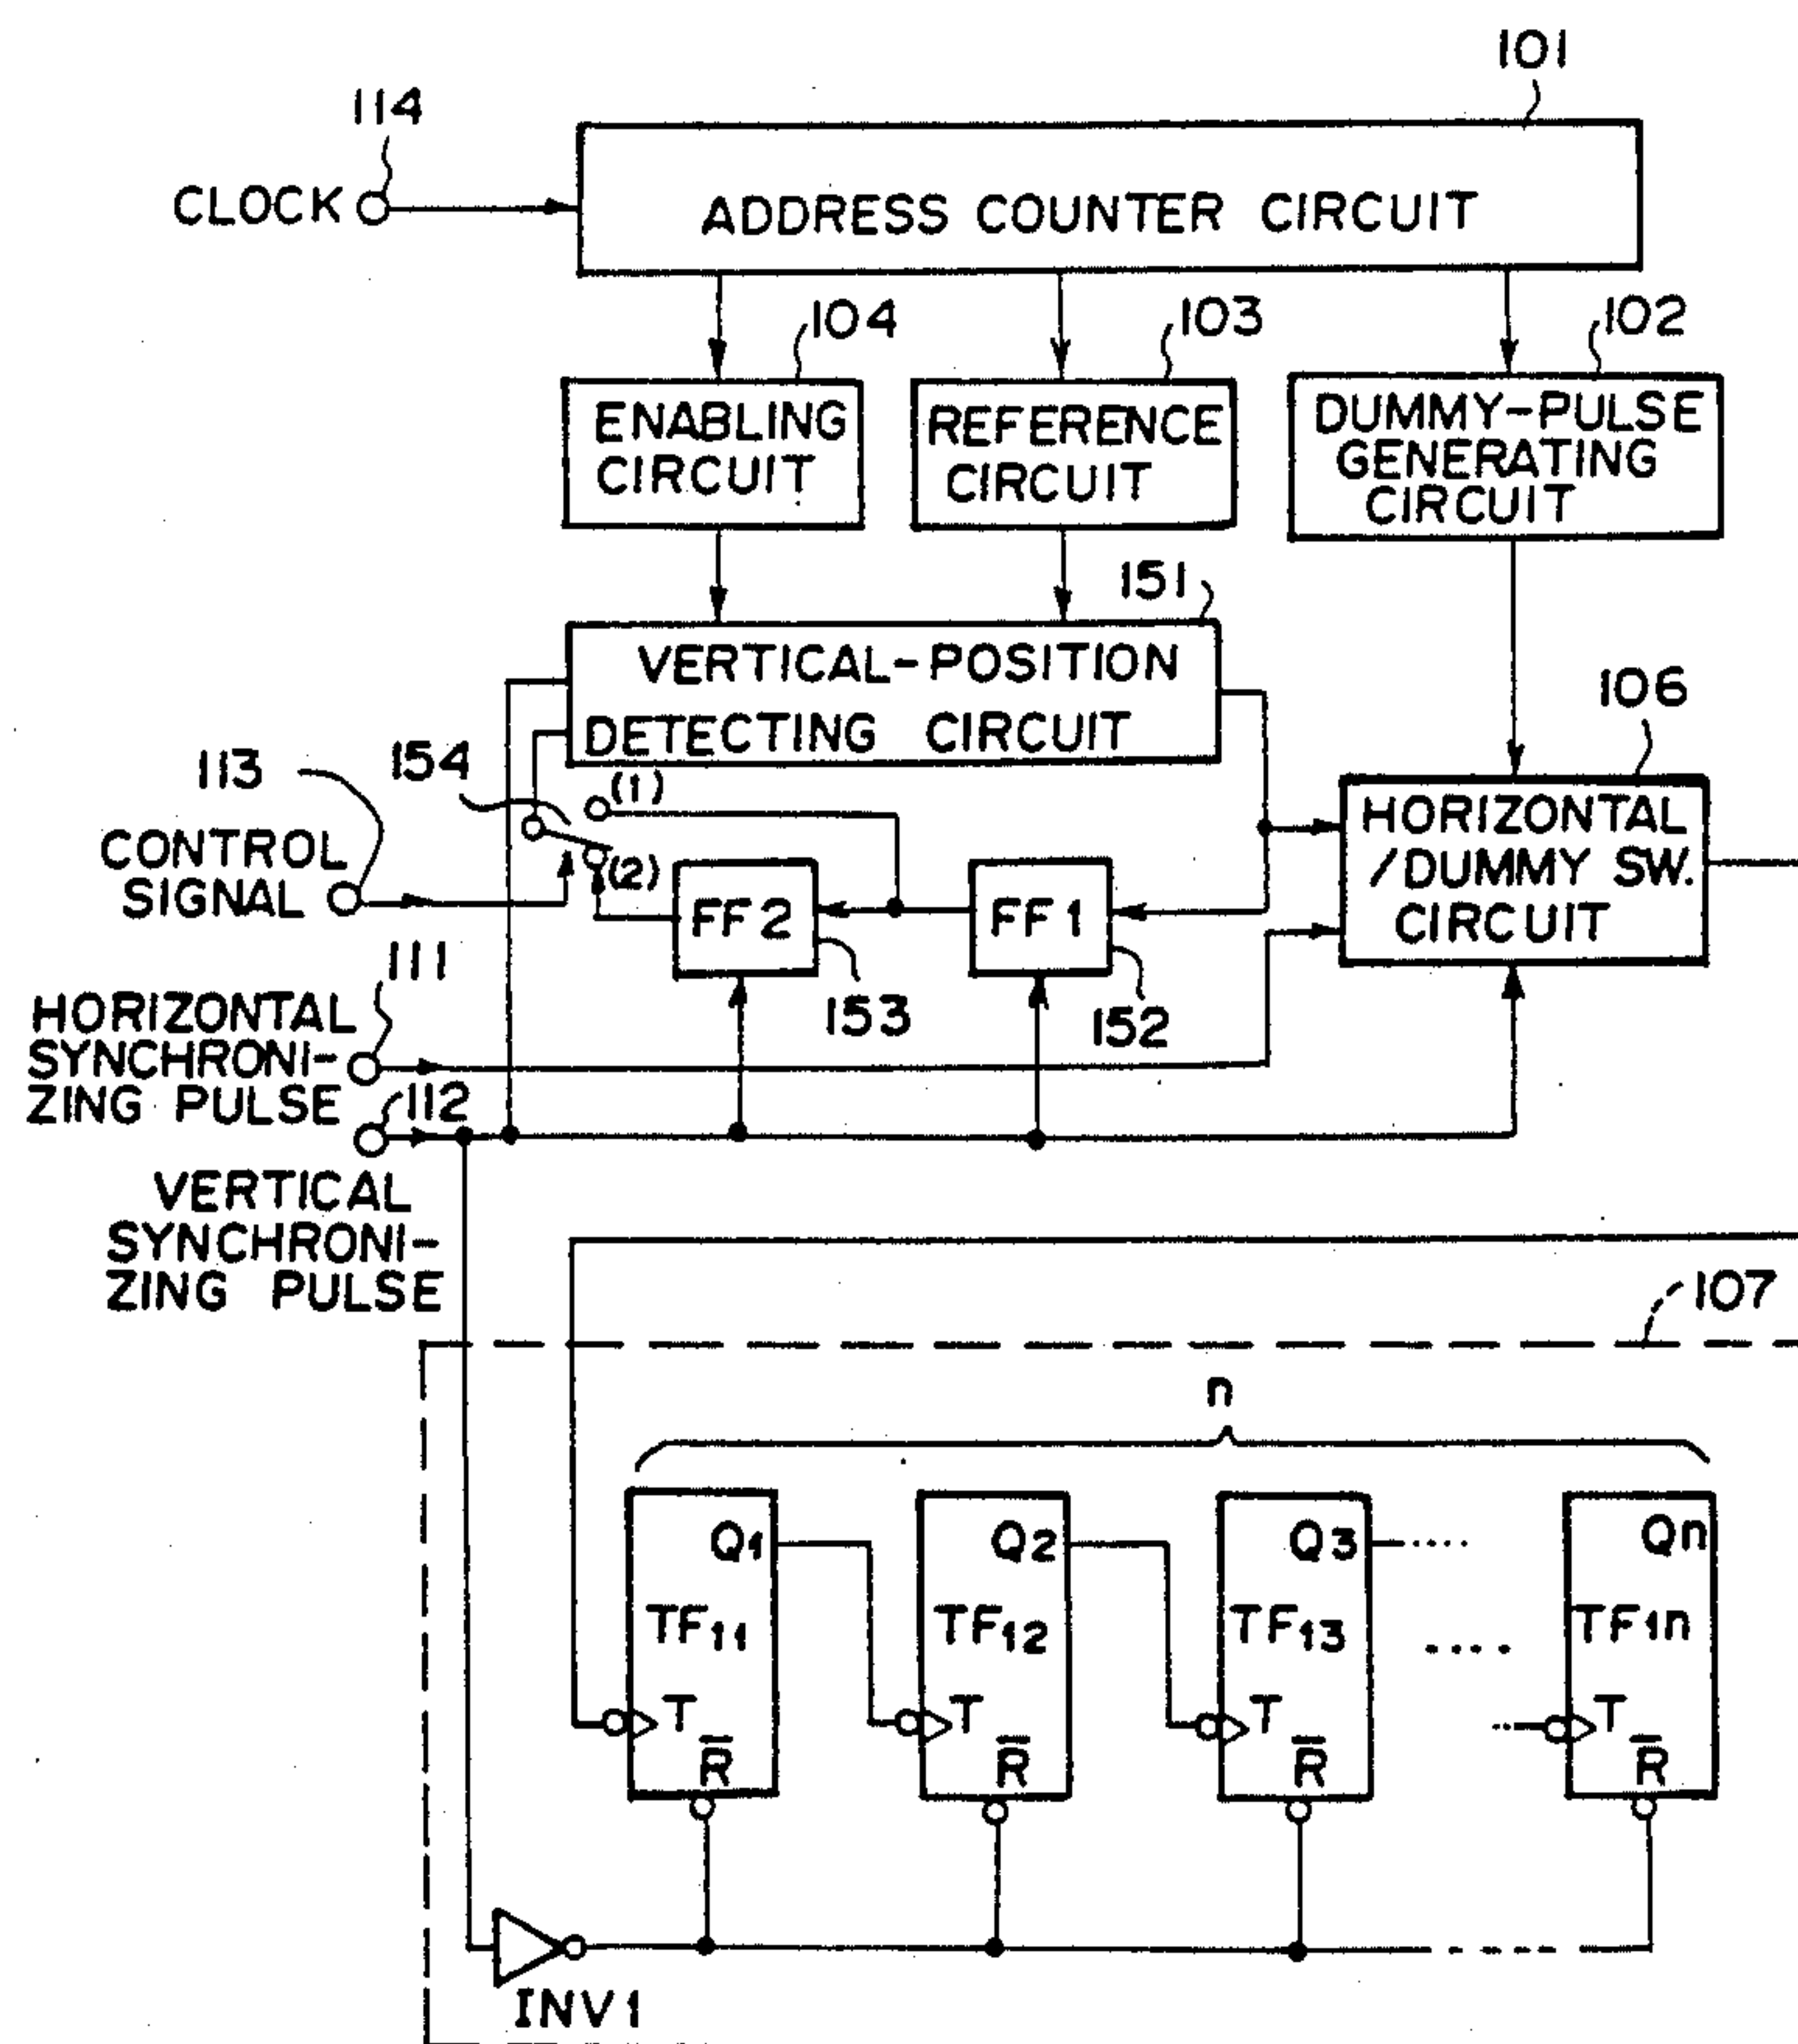 101
114
CLOCK
ADDRESS COUNTER CIRCUIT
104
103
102
ENABLING
CIRCUIT
REFERENCE
CIRCUIT
DUMMY-PULSE
GENERATING
CIRCUIT
151
VERTICAL-POSITION
DETECTING CIRCUIT
106
113
154
(1)
(2)
CONTROL
SIGNAL
FF2
FF1
HORIZONTAL
/DUMMY SW.
CIRCUIT
111
153
152
HORIZONTAL
SYNCHRONI-
ZING PULSE
112
VERTICAL
SYNCHRONI-
ZING PULSE
107
n
Q1
TF11
T
R̅
Q2
TF12
T
R̅
Q3
TF13
T
R̅
....
....
Qn
TF1n
T
R̅
INV1